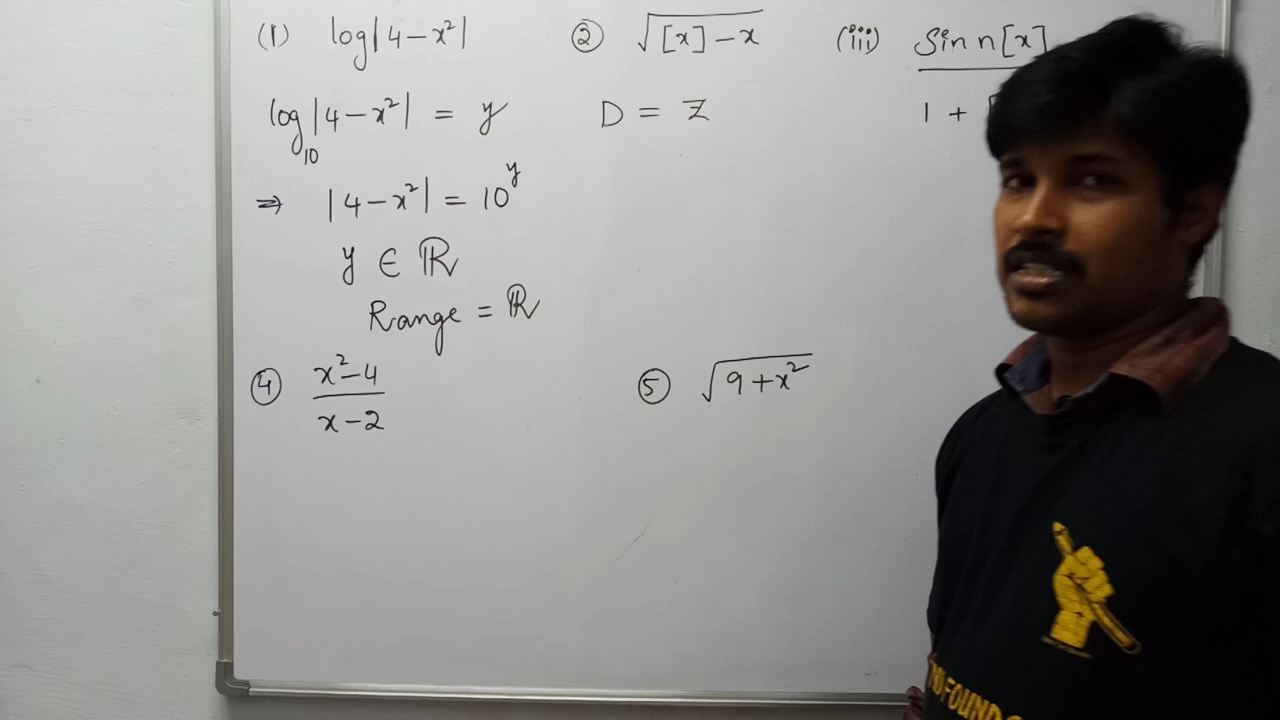 (1) log|4-x²|
log₁₀|4-x²| = y
⇒ |4-x²| = 10^y
y ∈ ℝ
Range = ℝ
② √([x]-x)
D = Z
(iii) Sin n[x]
1 +
④ x²-4
x-2
⑤ √(9+x²)